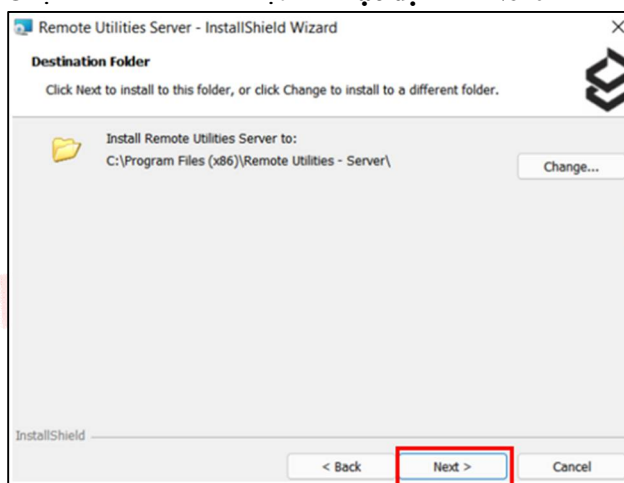 Remote Utilities Server - InstallShield Wizard
Destination Folder
Click Next to install to this folder, or click Change to install to a different folder.
Install Remote Utilities Server to:
C:\Program Files (x86)\Remote Utilities - Server\
Change...
InstallShield
< Back Next > Cancel